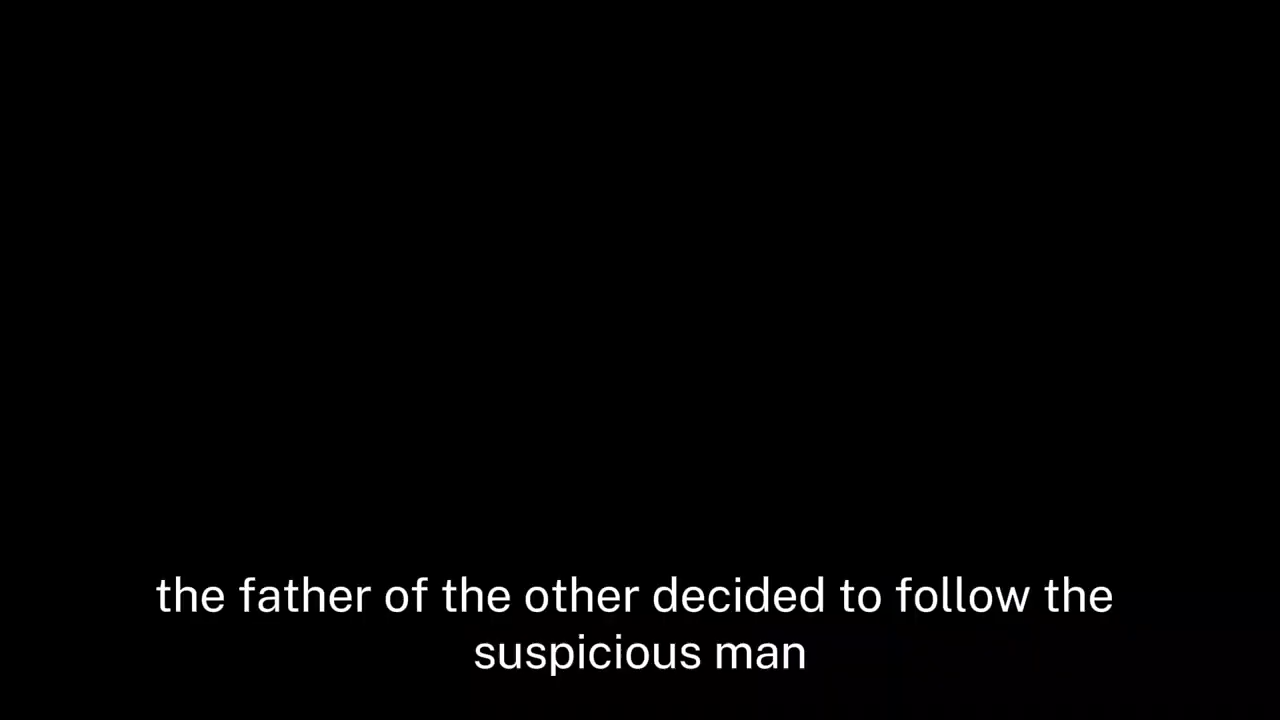 the father of the other decided to follow the
suspicious man